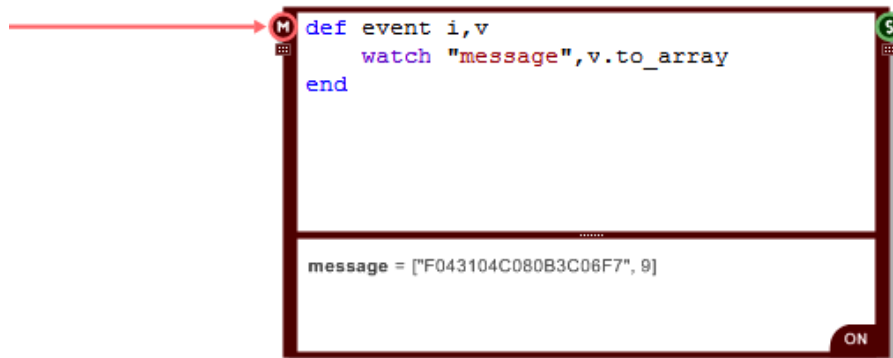 M
def event i,v
    watch "message",v.to_array
end
S
message = ["F043104C080B3C06F7", 9]
ON